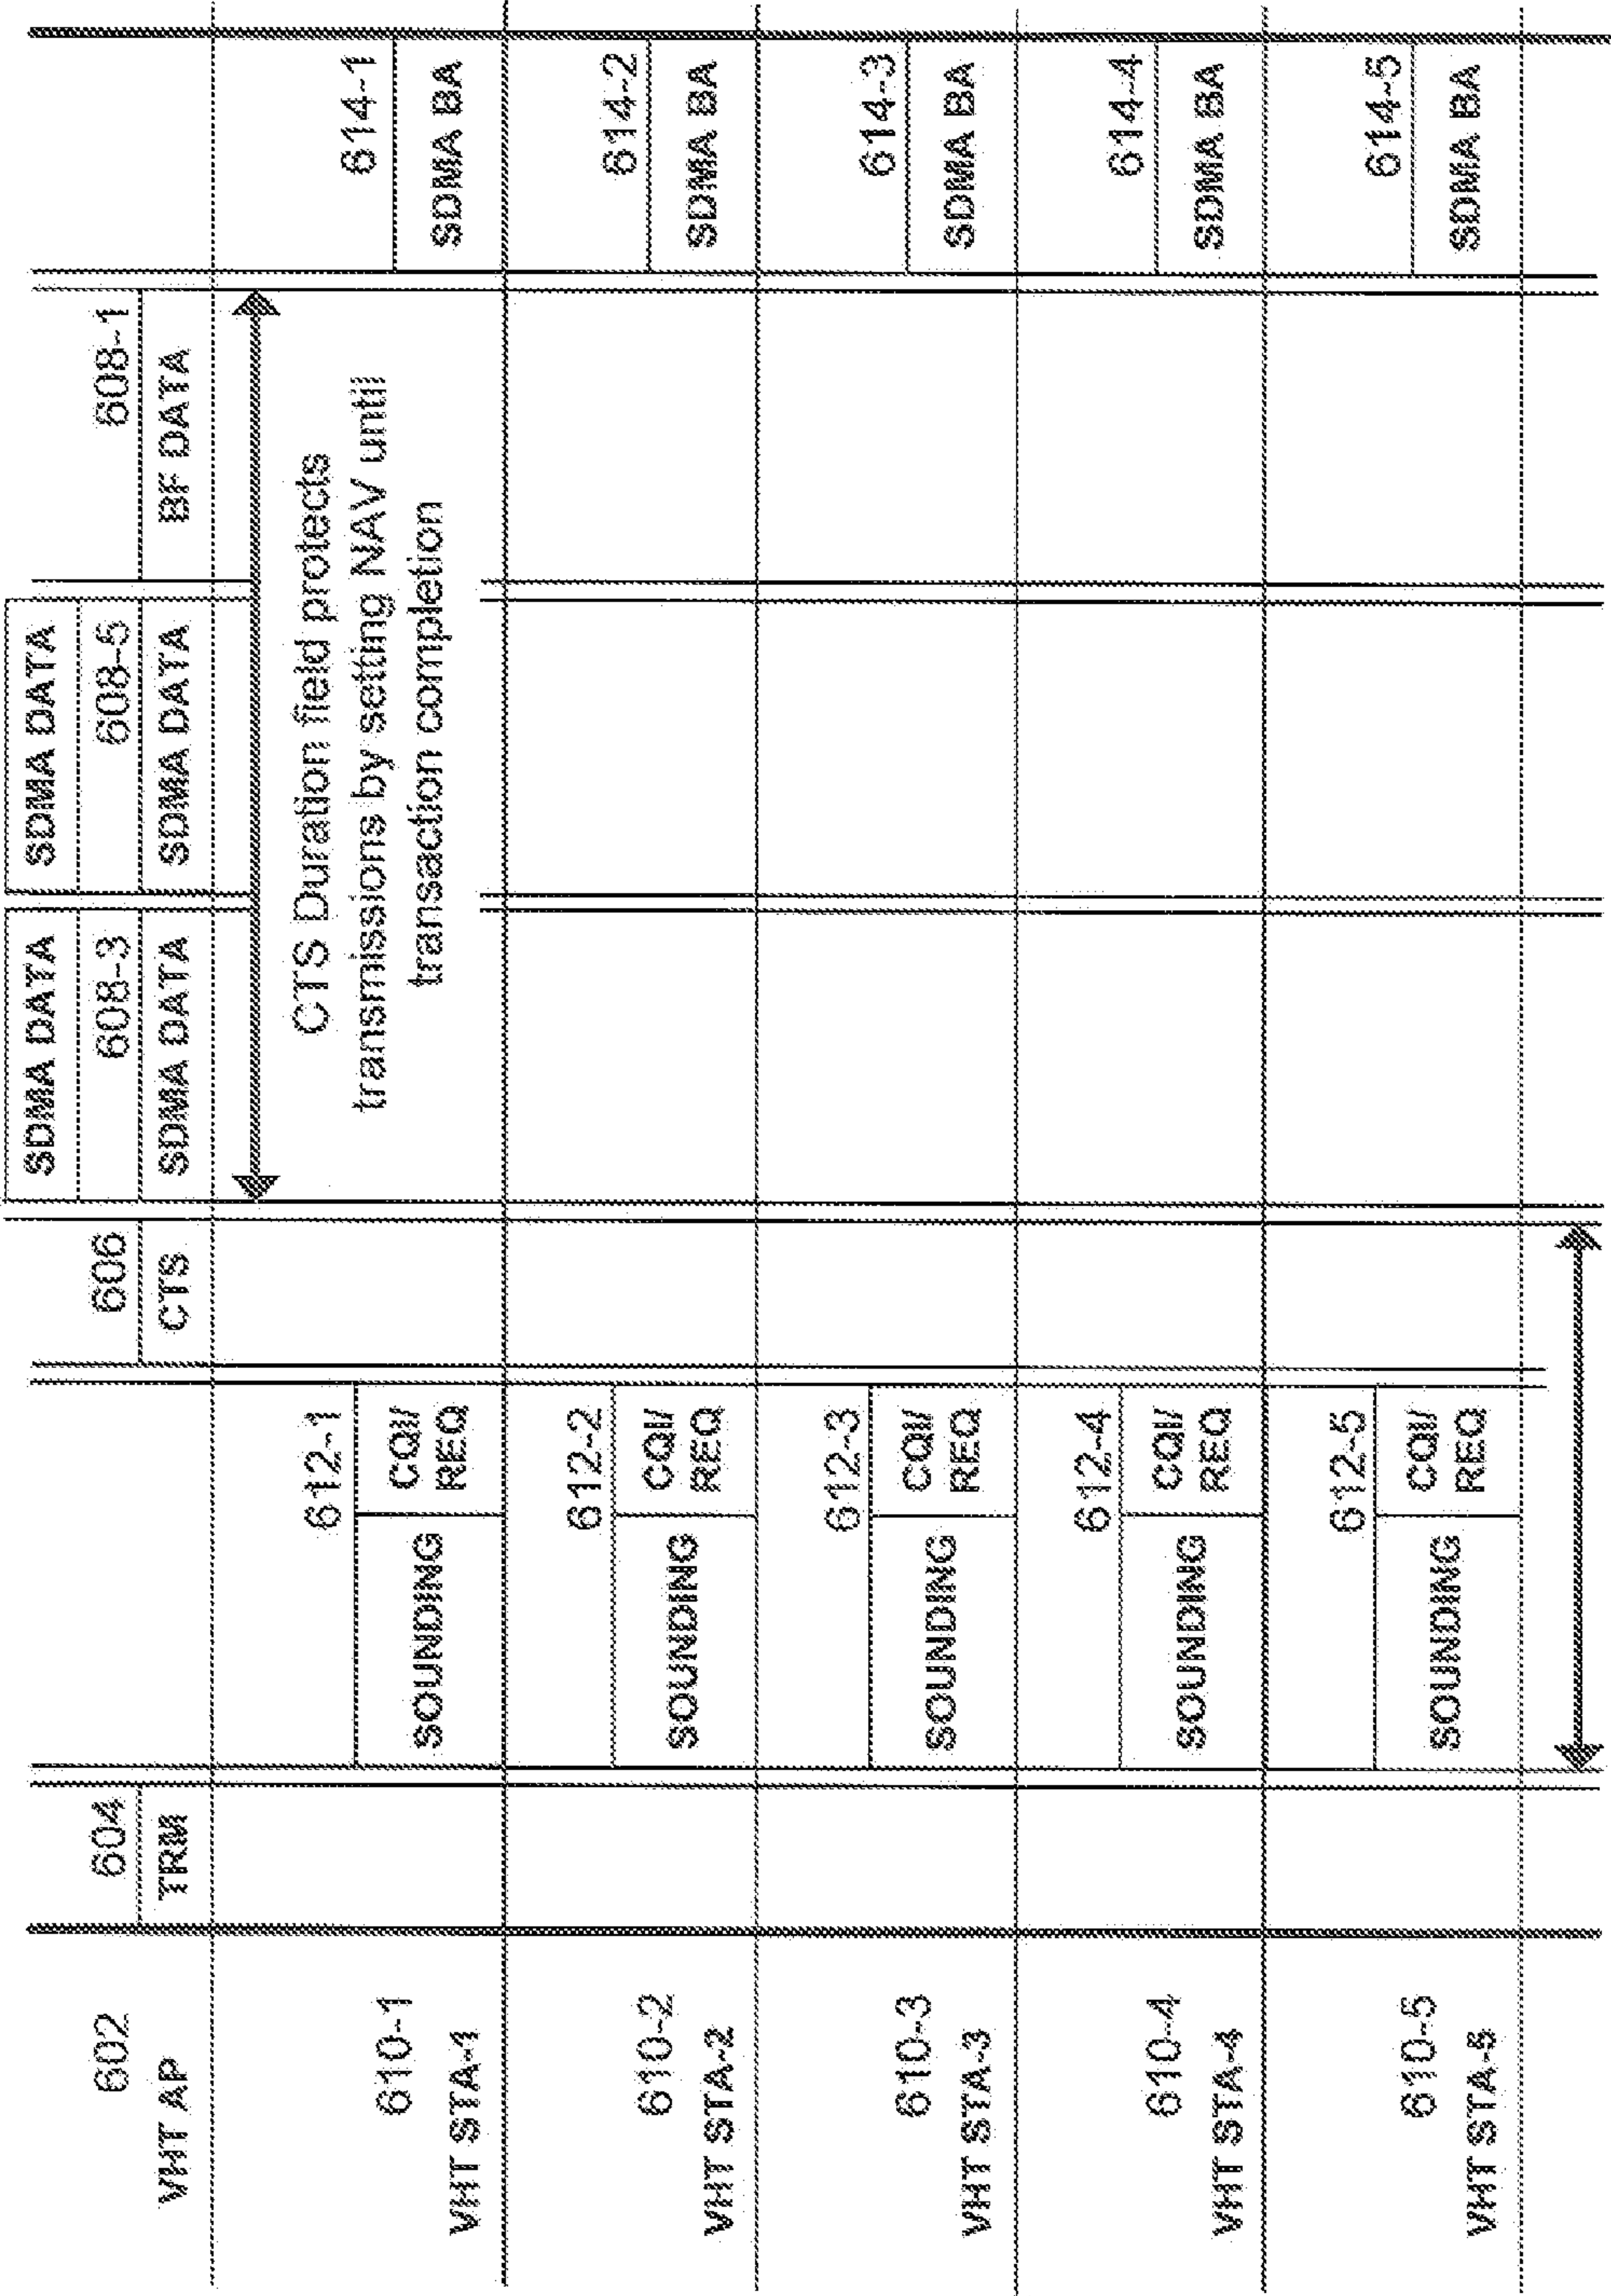 SDMA DATA
SDMA DATA
602
604
606
608-3
608-5
608-1
VHT AP
TRM
CTS
SDMA DATA
SDMA DATA
BF DATA
CTS Duration field protects
transmissions by setting NAV until
transaction completion
610-1
612-1
614-1
VHT STA-1
SOUNDING
CQI/
REQ
SDMA BA
610-2
612-2
614-2
VHT STA-2
SOUNDING
CQI/
REQ
SDMA BA
610-3
612-3
614-3
VHT STA-3
SOUNDING
CQI/
REQ
SDMA BA
610-4
612-4
614-4
VHT STA-4
SOUNDING
CQI/
REQ
SDMA BA
610-5
612-5
614-5
VHT STA-5
SOUNDING
CQI/
REQ
SDMA BA